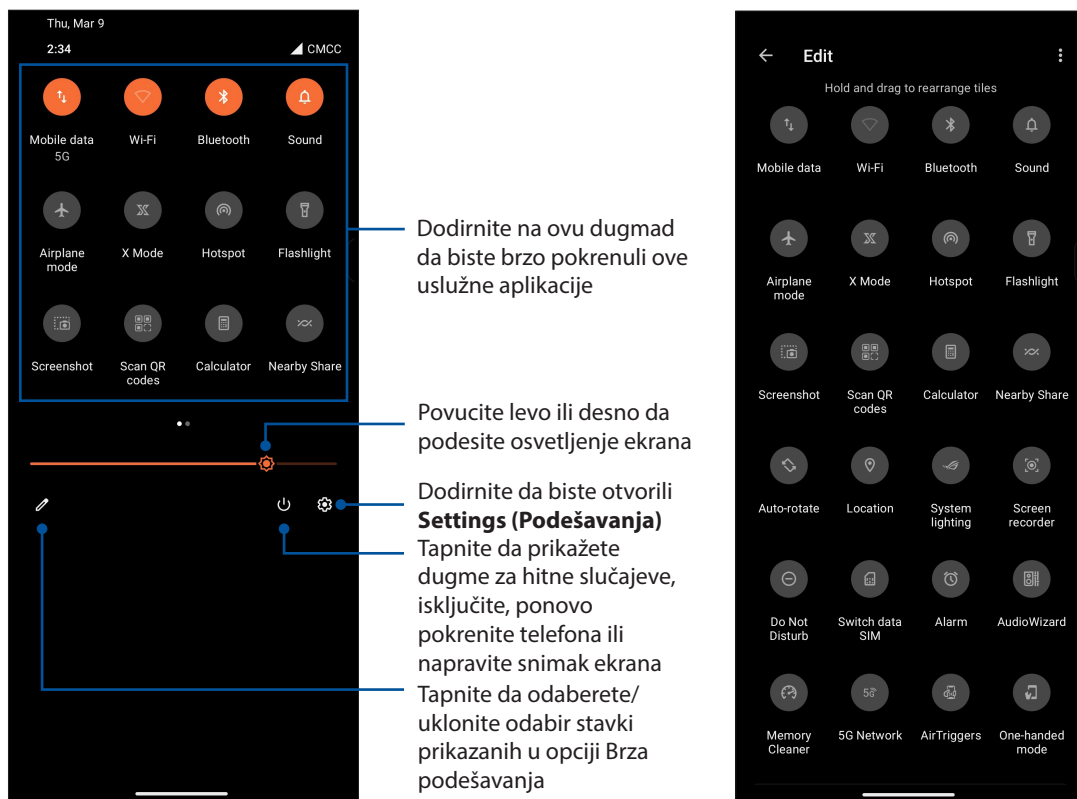 Thu, Mar 9
2:34
CMCC
Mobile data Wi-Fi Bluetooth Sound
5G
Airplane mode X Mode Hotspot Flashlight
Screenshot Scan QR codes Calculator Nearby Share
Dodirnite na ovu dugmad
da biste brzo pokrenuli ove
uslužne aplikacije
Povucite levo ili desno da
podesite osvetljenje ekrana
Dodirnite da biste otvorili
Settings (Podešavanja)
Tapnite da prikažete
dugme za hitne slučajeve,
isključite, ponovo
pokrenite telefona ili
napravite snimak ekrana
Tapnite da odaberete/
uklonite odabir stavki
prikazanih u opciji Brza
podešavanja
Edit
Hold and drag to rearrange tiles
Mobile data Wi-Fi Bluetooth Sound
Airplane mode X Mode Hotspot Flashlight
Screenshot Scan QR codes Calculator Nearby Share
Auto-rotate Location System lighting Screen recorder
Do Not Disturb Switch data SIM Alarm AudioWizard
5G
Memory Cleaner 5G Network AirTriggers One-handed mode